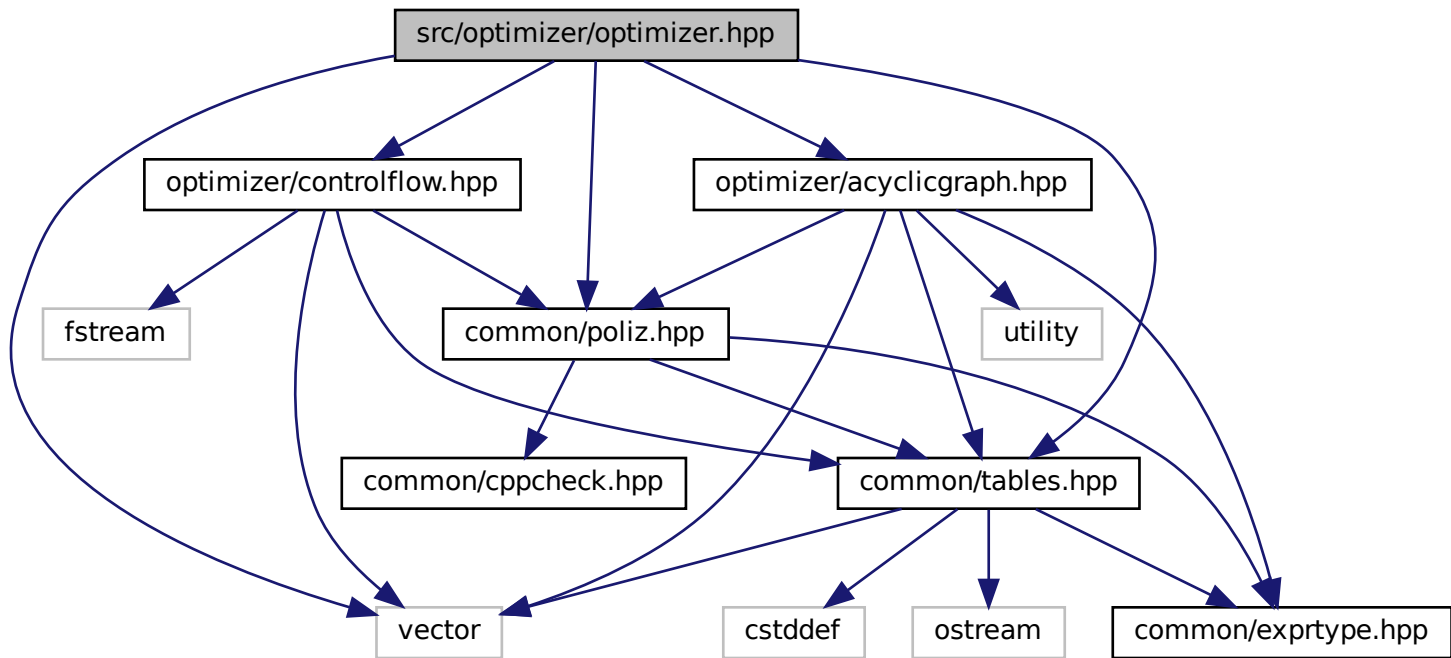 src/optimizer/optimizer.hpp
optimizer/controlflow.hpp
optimizer/acyclicgraph.hpp
fstream
common/poliz.hpp
utility
common/cppcheck.hpp
common/tables.hpp
vector
cstddef
ostream
common/exprtype.hpp